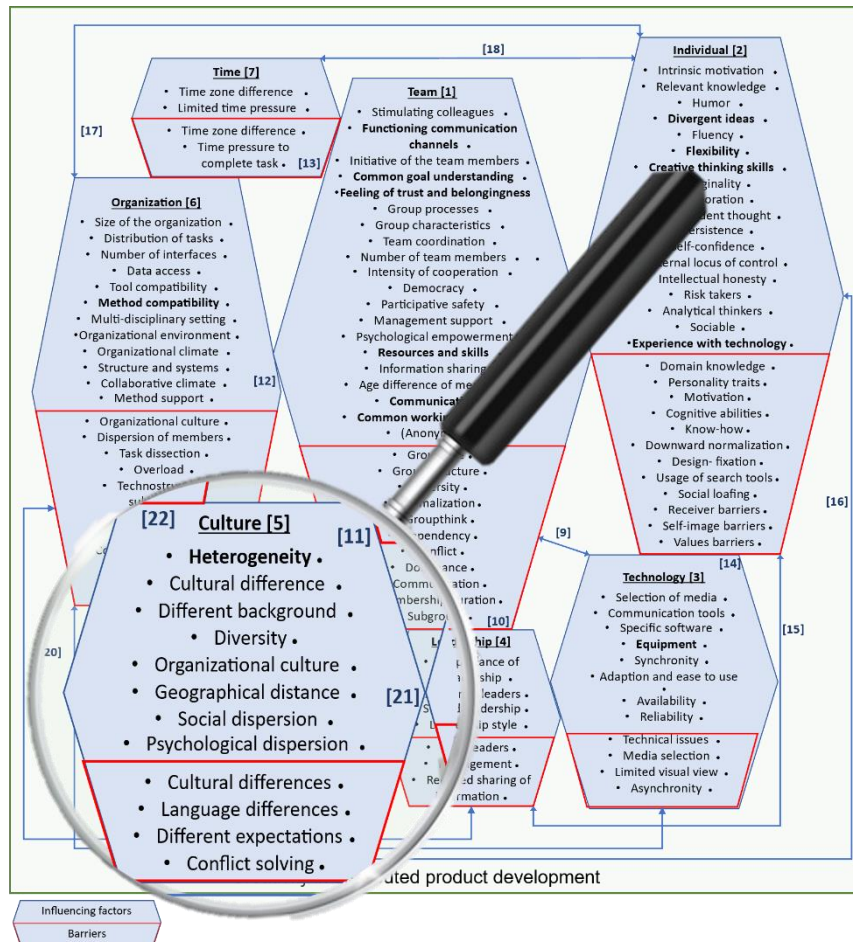 [18]
Individual [2]
Intrinsic motivation
Relevant knowledge
Humor
Divergent ideas
Fluency
Flexibility
Creative thinking skills
Intellectual honesty
Risk takers
Analytical thinkers
Sociable
Experience with technology
Domain knowledge
Personality traits
Motivation
Cognitive abilities
Know-how
Downward normalization
Design- fixation
Usage of search tools
Social loafing
Receiver barriers
Self-image barriers
Values barriers
Time [7]
Time zone difference
Limited time pressure
Time zone difference
Time pressure to
complete task
[13]
[17]
Team [1]
Stimulating colleagues
Functioning communication
channels
Initiative of the team members
Common goal understanding
Feeling of trust and belongingness
Group processes
Group characteristics
Team coordination
Number of team members
Intensity of cooperation
Democracy
Participative safety
Management support
Psychological empowerment
Resources and skills
Information sharing
Age difference of
Common working
Organization [6]
Size of the organization
Distribution of tasks
Number of interfaces
Data access
Tool compatibility
Method compatibility
Multi-disciplinary setting
Organizational environment
Organizational climate
Structure and systems
Collaborative climate
Method support
[12]
Organizational culture
Dispersion of members
Task dissection
Overload
[16]
[9]
[14]
[10]
[15]
20]
Technology [3]
Selection of media
Communication tools
Specific software
Equipment
Synchrony
Adaption and ease to use
Availability
Reliability
Technical issues
Media selection
Limited visual view
Asynchronity
[4]
sharing of
[22]
Culture [5]
[11]
Heterogeneity
Cultural difference
Different background
Diversity
Organizational culture
Geographical distance
[21]
Social dispersion
Psychological dispersion
Cultural differences
Language differences
Different expectations
Conflict solving
product development
Influencing factors
Barriers